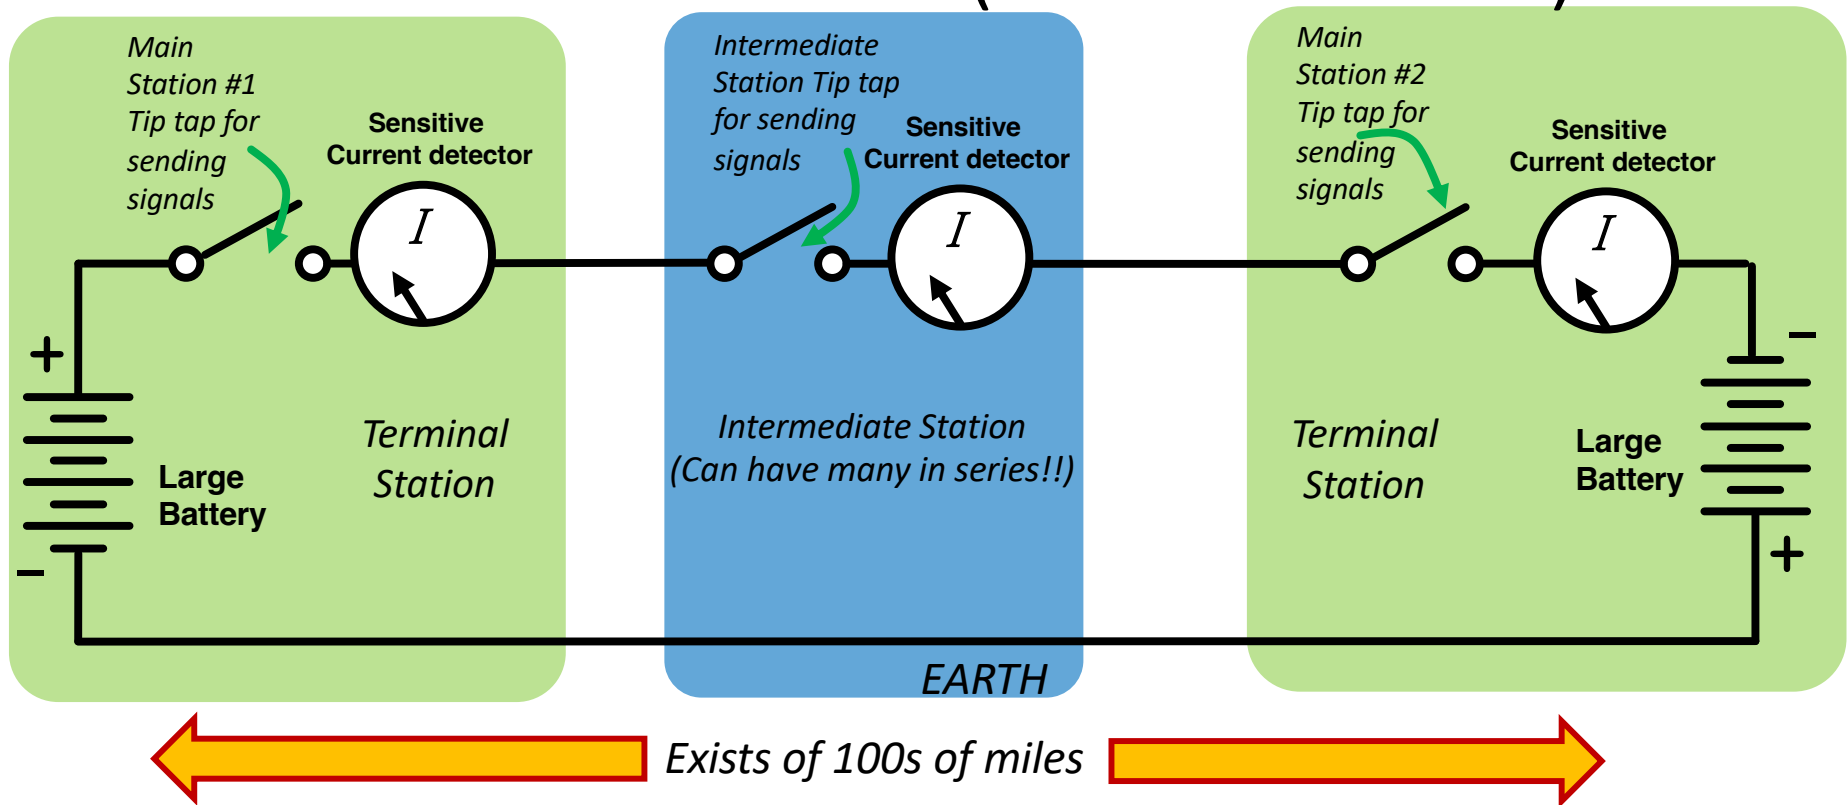 Main
Station #1
Tip tap for
sending
signals
Sensitive
Current detector
I
+
−
Large
Battery
Terminal
Station
Intermediate
Station Tip tap
for sending
signals
Sensitive
Current detector
I
Intermediate Station
(Can have many in series!!)
Main
Station #2
Tip tap for
sending
signals
Sensitive
Current detector
I
−
+
Terminal
Station
Large
Battery
EARTH
Exists of 100s of miles